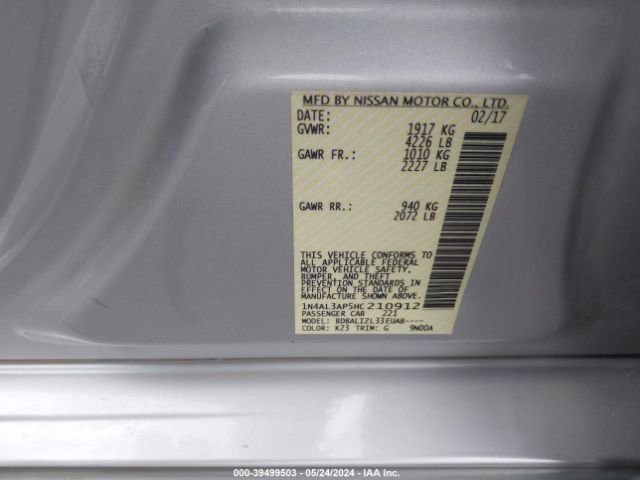 MFD BY NISSAN MOTOR CO., LTD.
DATE: 02/17
GVWR: 1917 KG
4226 LB
GAWR FR.: 1010 KG
2227 LB
GAWR RR.: 940 KG
2072 LB
THIS VEHICLE CONFORMS TO
ALL APPLICABLE FEDERAL
MOTOR VEHICLE SAFETY,
BUMPER, AND THEFT
PREVENTION STANDARDS IN
EFFECT ON THE DATE OF
MANUFACTURE SHOWN ABOVE.
1N4AL3AP5HC210912
PASSENGER CAR 221
MODEL: BDBALIZL33EUAB----
COLOR: K23 TRIM: G 9N00A
000-39499503 - 05/24/2024 - IAA Inc.